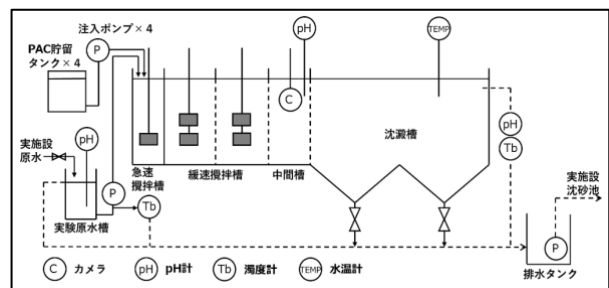 注入ポンプ×4
PAC貯留
タンク×4
P
pH
TEMP
C
沈澱槽
pH
Tb
実施設
原水
pH
急速
攪拌槽
緩速攪拌槽
中間槽
P
Tb
実験原水槽
実施設
沈砂池
P
排水タンク
C カメラ
pH pH計
Tb 濁度計
TEMP 水温計